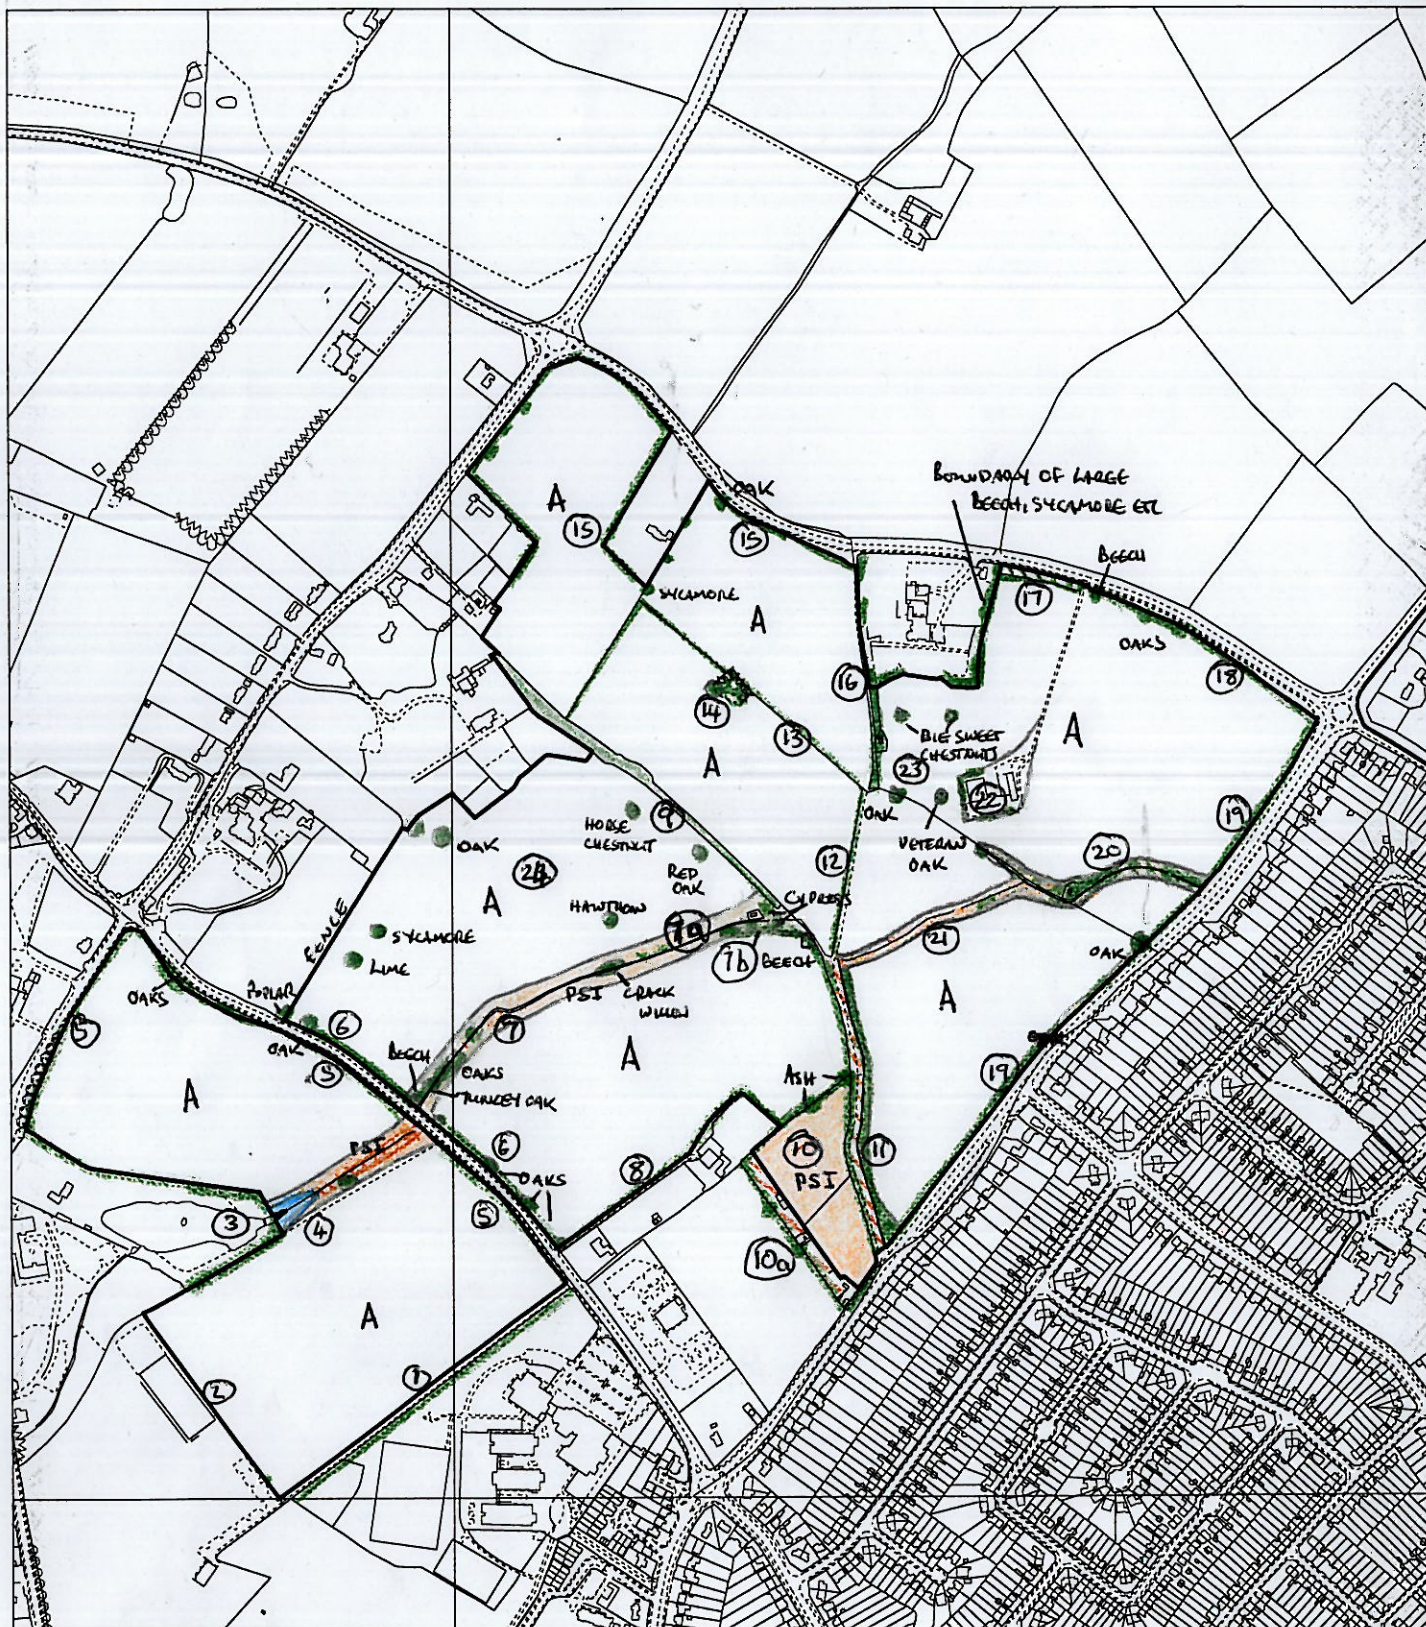 A
15
OAK
15
BOUNDARY OF LARGE
BEECH, SYCAMORE ETC
BEECH
SYCAMORE
A
17
OAKS
18
16
14
13
A
BIG SWEET
CHESTNUTS
A
23
22
OAK
VETERAN
OAK
19
HORSE
CHESTNUT
9
OAK
12
20
24
RED
OAK
A
HAWTHORN
CYPRESS
FENCE
SYCAMORE
7a
21
OAK
LIME
7b
BEECH
OAKS
POPLAR
PSI
CRACK
WILLOW
A
5
6
OAK
5
7
A
BEECH
OAKS
ASH
19
A
TURKEY OAK
PSI
6
10
11
8
PSI
OAKS
3
4
5
10a
A
2
1